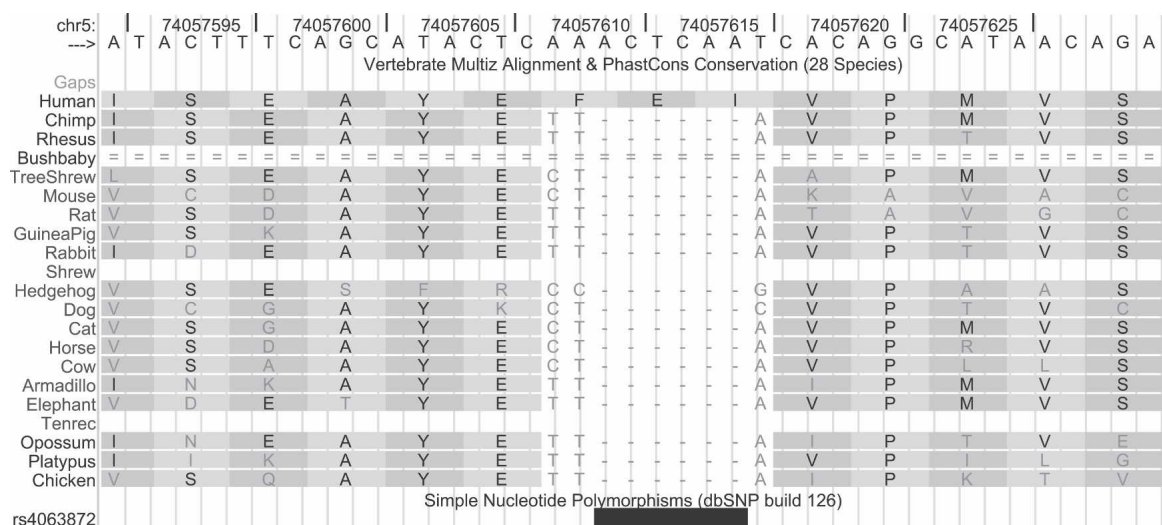 chr5: 74057595 74057600 74057605 74057610 74057615 74057620 74057625
---> A T A C T T T C A G C A T A C T C A A A C T C A A T C A C A G G C A T A A C A G A
Vertebrate Multiz Alignment & PhastCons Conservation (28 Species)
Gaps
Human I S E A Y E F E I V P M V S
Chimp I S E A Y E T T - - - - - - A V P M V S
Rhesus I S E A Y E T T - - - - - - A V P T V S
Bushbaby = = = = = = = = = = = = = = = = = = = = = = = = = = = = = = = = = = = = = = = = =
TreeShrew L S E A Y E C T - - - - - - A A P M V S
Mouse V C D A Y E C T - - - - - - A K A V A C
Rat V S D A Y E T T - - - - - - A T A V G C
GuineaPig V S K A Y E T T - - - - - - A V P T V S
Rabbit I D E A Y E T T - - - - - - A V P T V S
Shrew
Hedgehog V S E S F R C C - - - - - - G V P A A S
Dog V C G A Y K C T - - - - - - C V P T V C
Cat V S G A Y E C T - - - - - - A V P M V S
Horse V S D A Y E C T - - - - - - A V P R V S
Cow V S A A Y E C T - - - - - - A V P L L S
Armadillo I N K A Y E T T - - - - - - A I P M V S
Elephant V D E T Y E T T - - - - - - A V P M V S
Tenrec
Opossum I N E A Y E T T - - - - - - A I P T V E
Platypus I I K A Y E T T - - - - - - A V P I L G
Chicken V S Q A Y E T T - - - - - - A I P K T V
Simple Nucleotide Polymorphisms (dbSNP build 126)
rs4063872